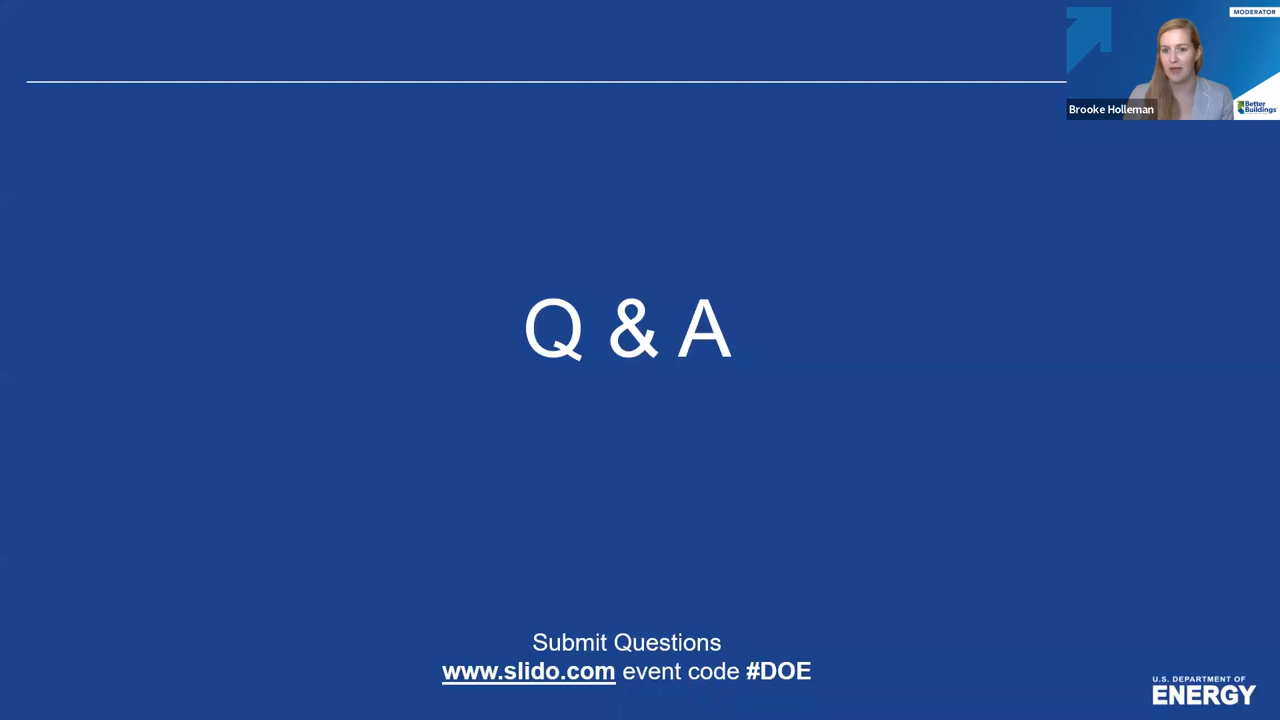 MODERATOR
Brooke Holleman
Better
Buildings
Q & A
Submit Questions
www.slido.com event code #DOE
U.S. DEPARTMENT OF
ENERGY